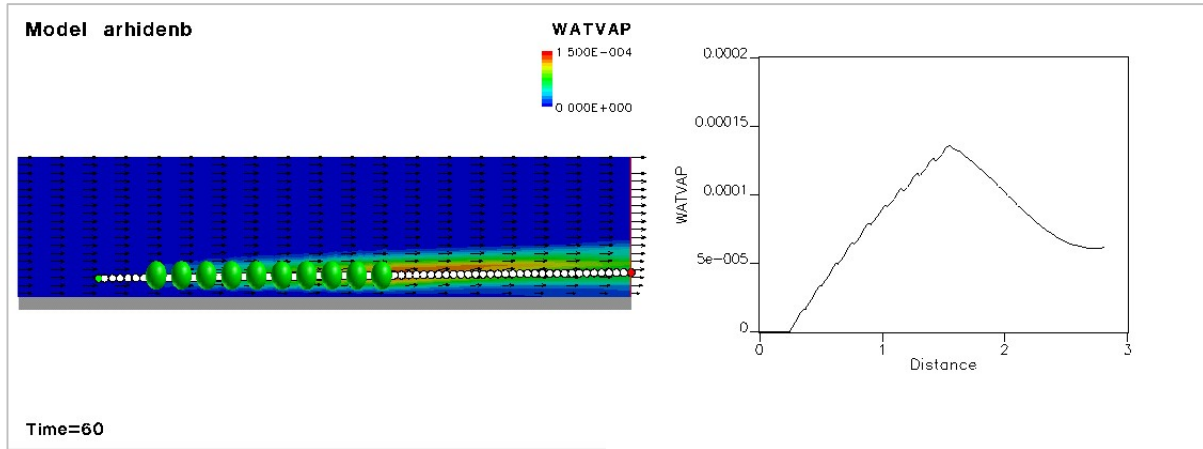 Model arhidenb
WATVAP
1 500E-004
0 000E+000
Time=60
0.0002
0.00015
0.0001
5e-005
0
WATVAP
0
1
2
3
Distance